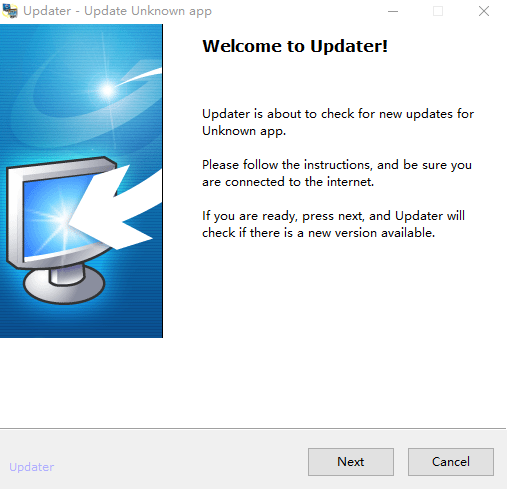 Updater - Update Unknown app
Welcome to Updater!
Updater is about to check for new updates for
Unknown app.
Please follow the instructions, and be sure you
are connected to the internet.
If you are ready, press next, and Updater will
check if there is a new version available.
Updater
Next
Cancel